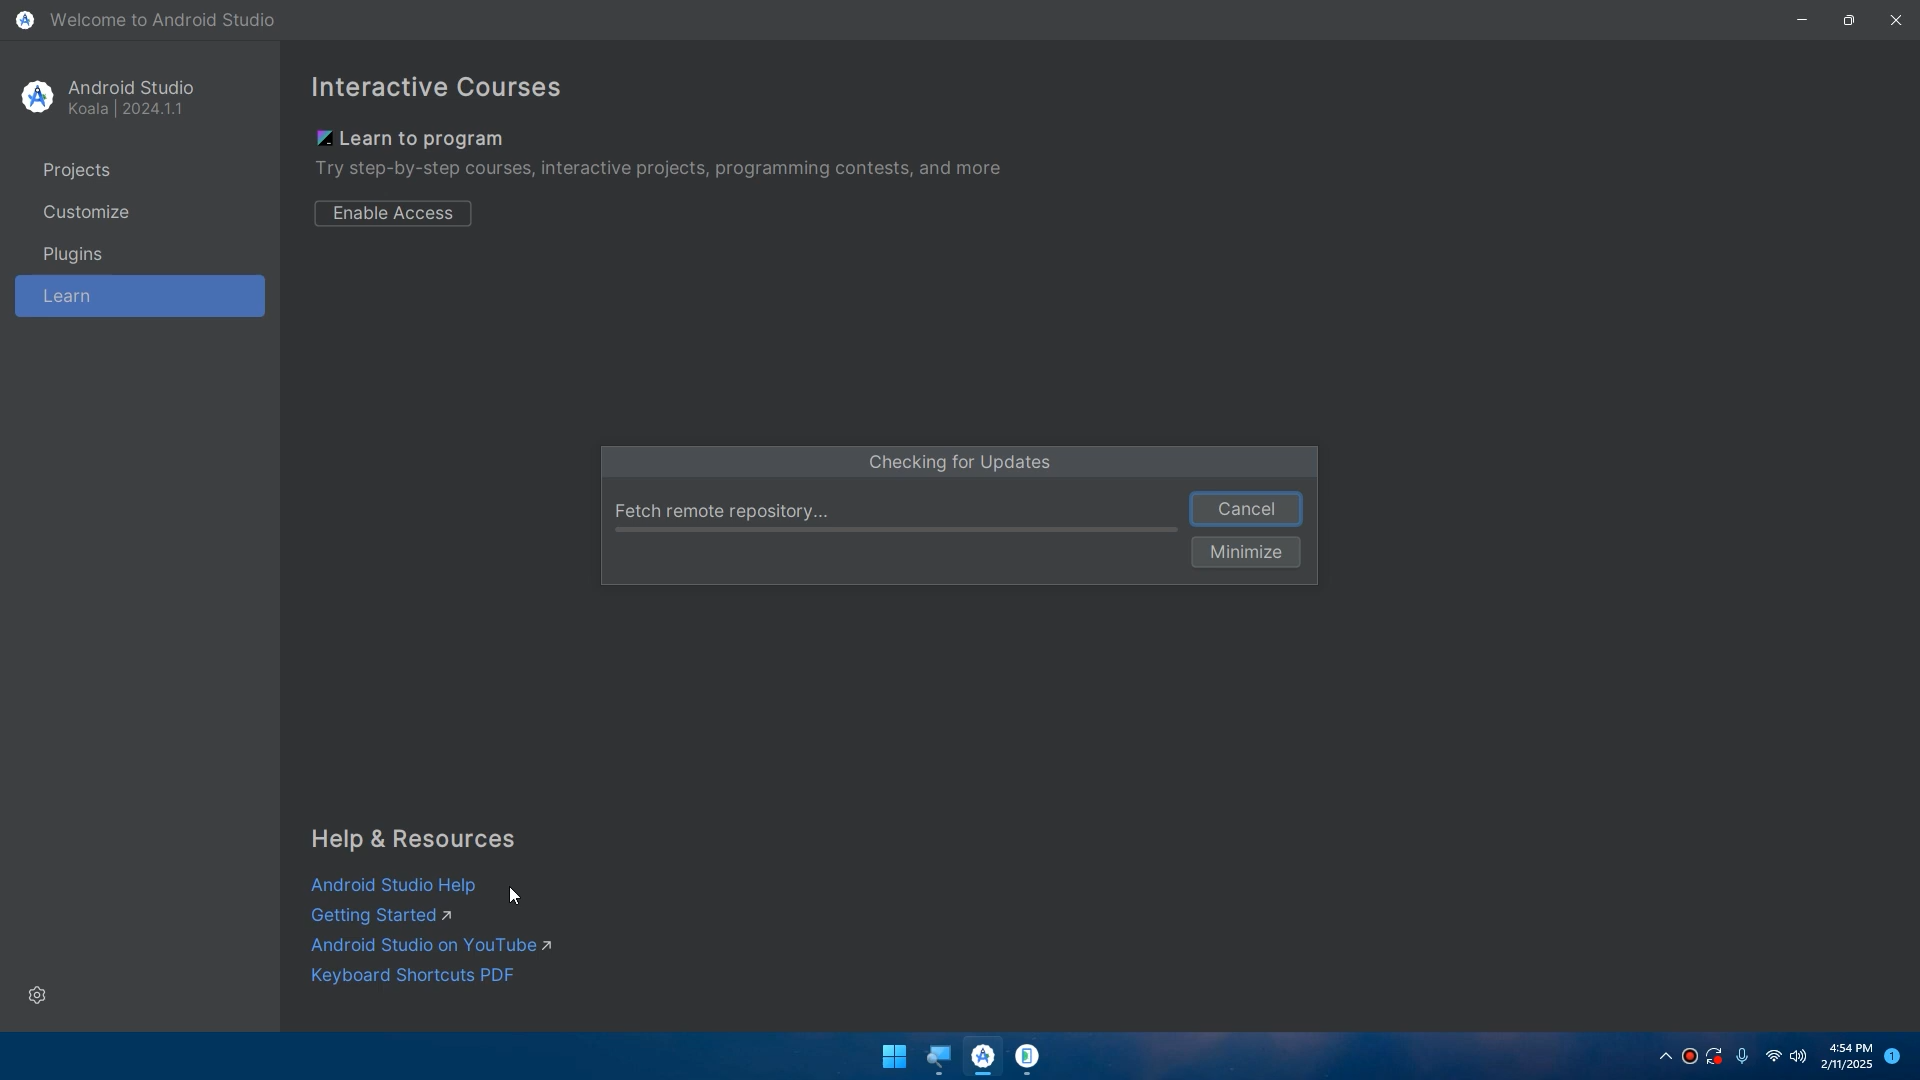 Welcome to Android Studio
Android Studio
Koala | 2024.1.1
Projects
Customize
Plugins
Learn
Interactive Courses
Learn to program
Try step-by-step courses, interactive projects, programming contests, and more
Enable Access
Checking for Updates
Fetch remote repository...
Cancel
Minimize
Help & Resources
Android Studio Help
Getting Started ↗
Android Studio on YouTube ↗
Keyboard Shortcuts PDF
4:54 PM
2/11/2025
1